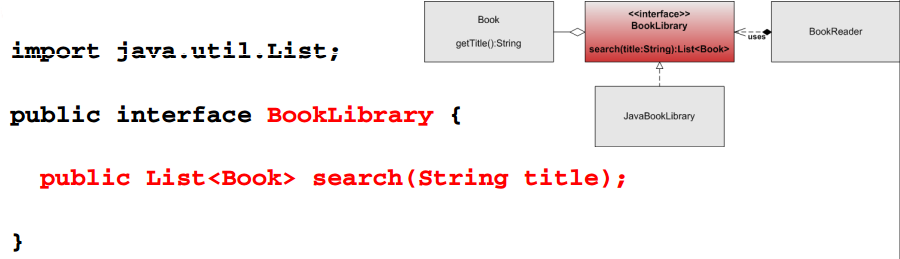 import java.util.List;
public interface BookLibrary {
public List<Book> search(String title);
}
Book
getTitle():String
<<interface>>
BookLibrary
search(title:String):List<Book>
uses
BookReader
JavaBookLibrary